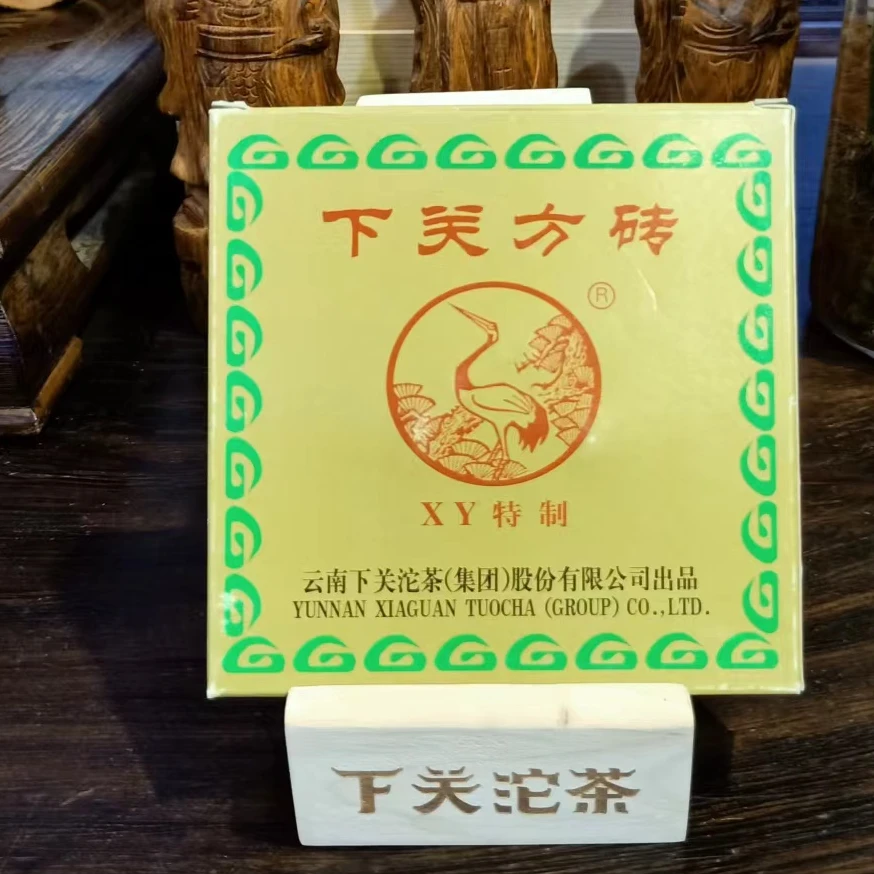 下关方砖
®
XY特制
云南下关沱茶(集团)股份有限公司出品
YUNNAN XIAGUAN TUOCHA (GROUP) CO.,LTD.
下关沱茶